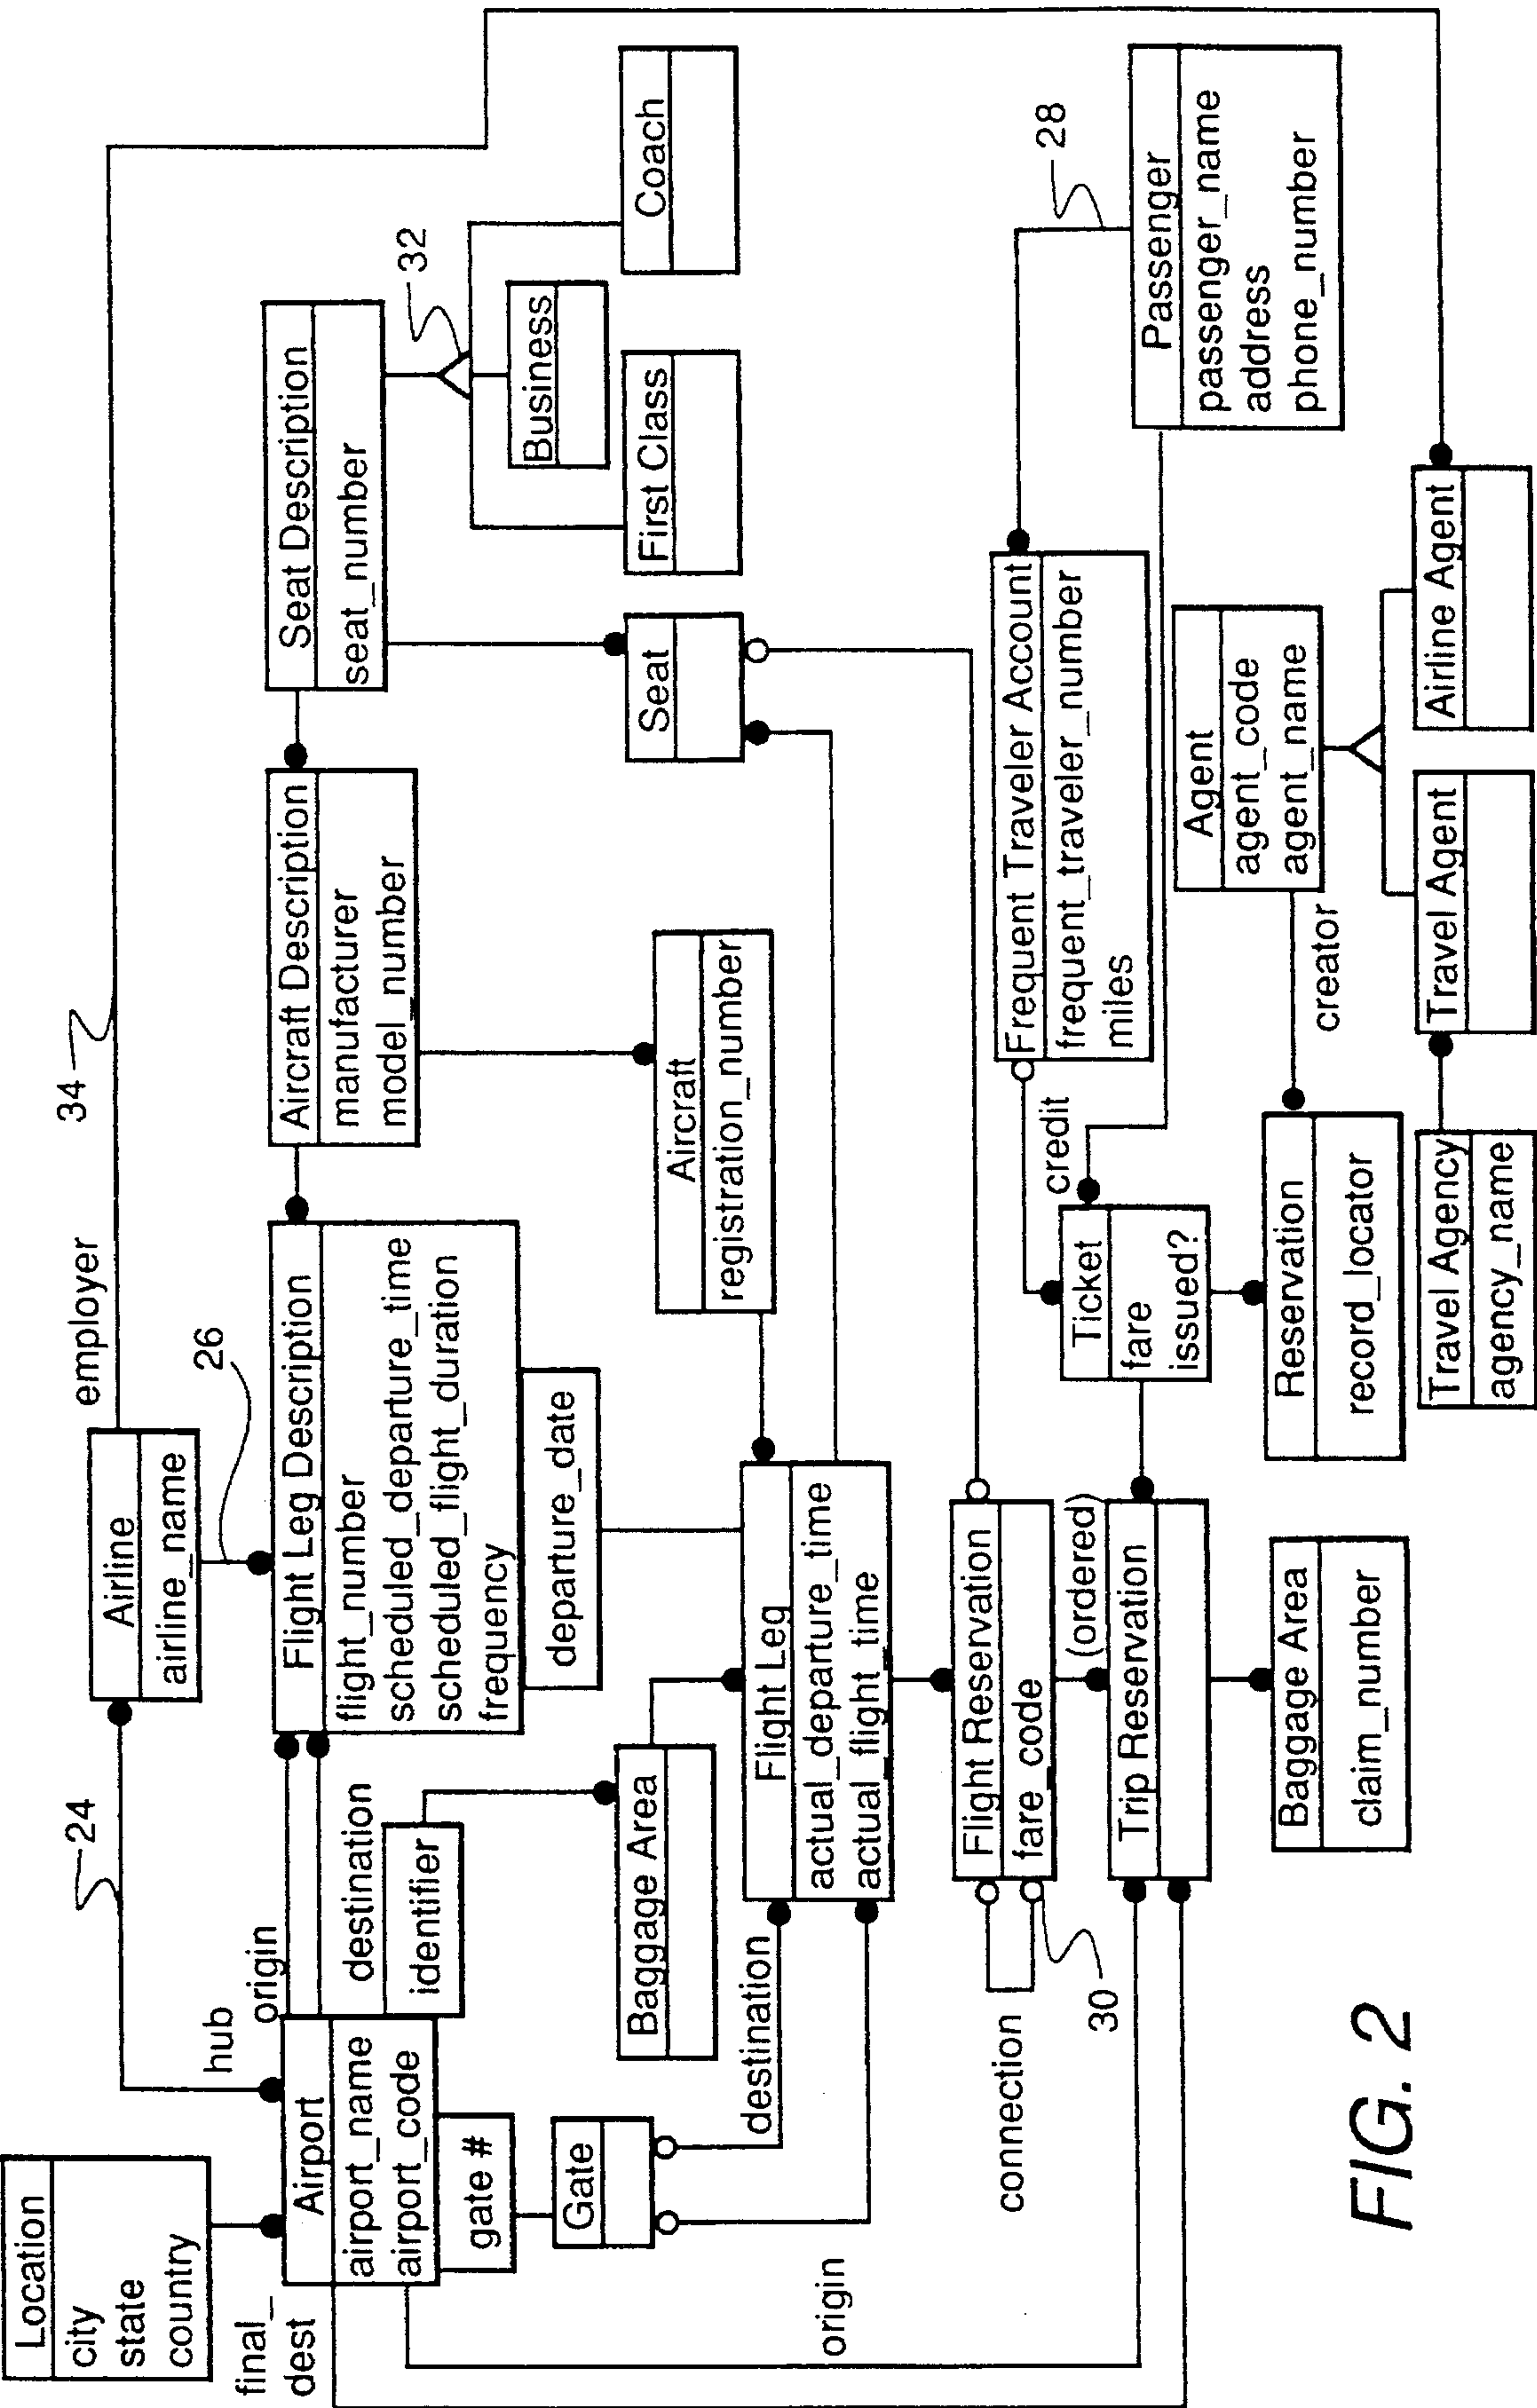 34
employer
Location
city
state
country
24
hub
Airline
airline_name
26
final_
dest
origin
Airport
airport_name
airport_code
gate #
destination
identifier
Flight Leg Description
flight_number
scheduled_departure_time
scheduled_flight_duration
frequency
departure_date
Aircraft Description
manufacturer
model_number
Seat Description
seat_number
32
Business
First Class
Coach
Gate
Baggage Area
Aircraft
registration_number
Seat
destination
Flight Leg
actual_departure_time
actual_flight_time
origin
connection
30
Flight Reservation
fare_code
(ordered)
Trip Reservation
Baggage Area
claim_number
credit
Ticket
fare
issued?
Frequent Traveler Account
frequent_traveler_number
miles
28
Passenger
passenger_name
address
phone_number
Reservation
record_locator
creator
Agent
agent_code
agent_name
Travel Agency
agency_name
Travel Agent
Airline Agent
FIG. 2